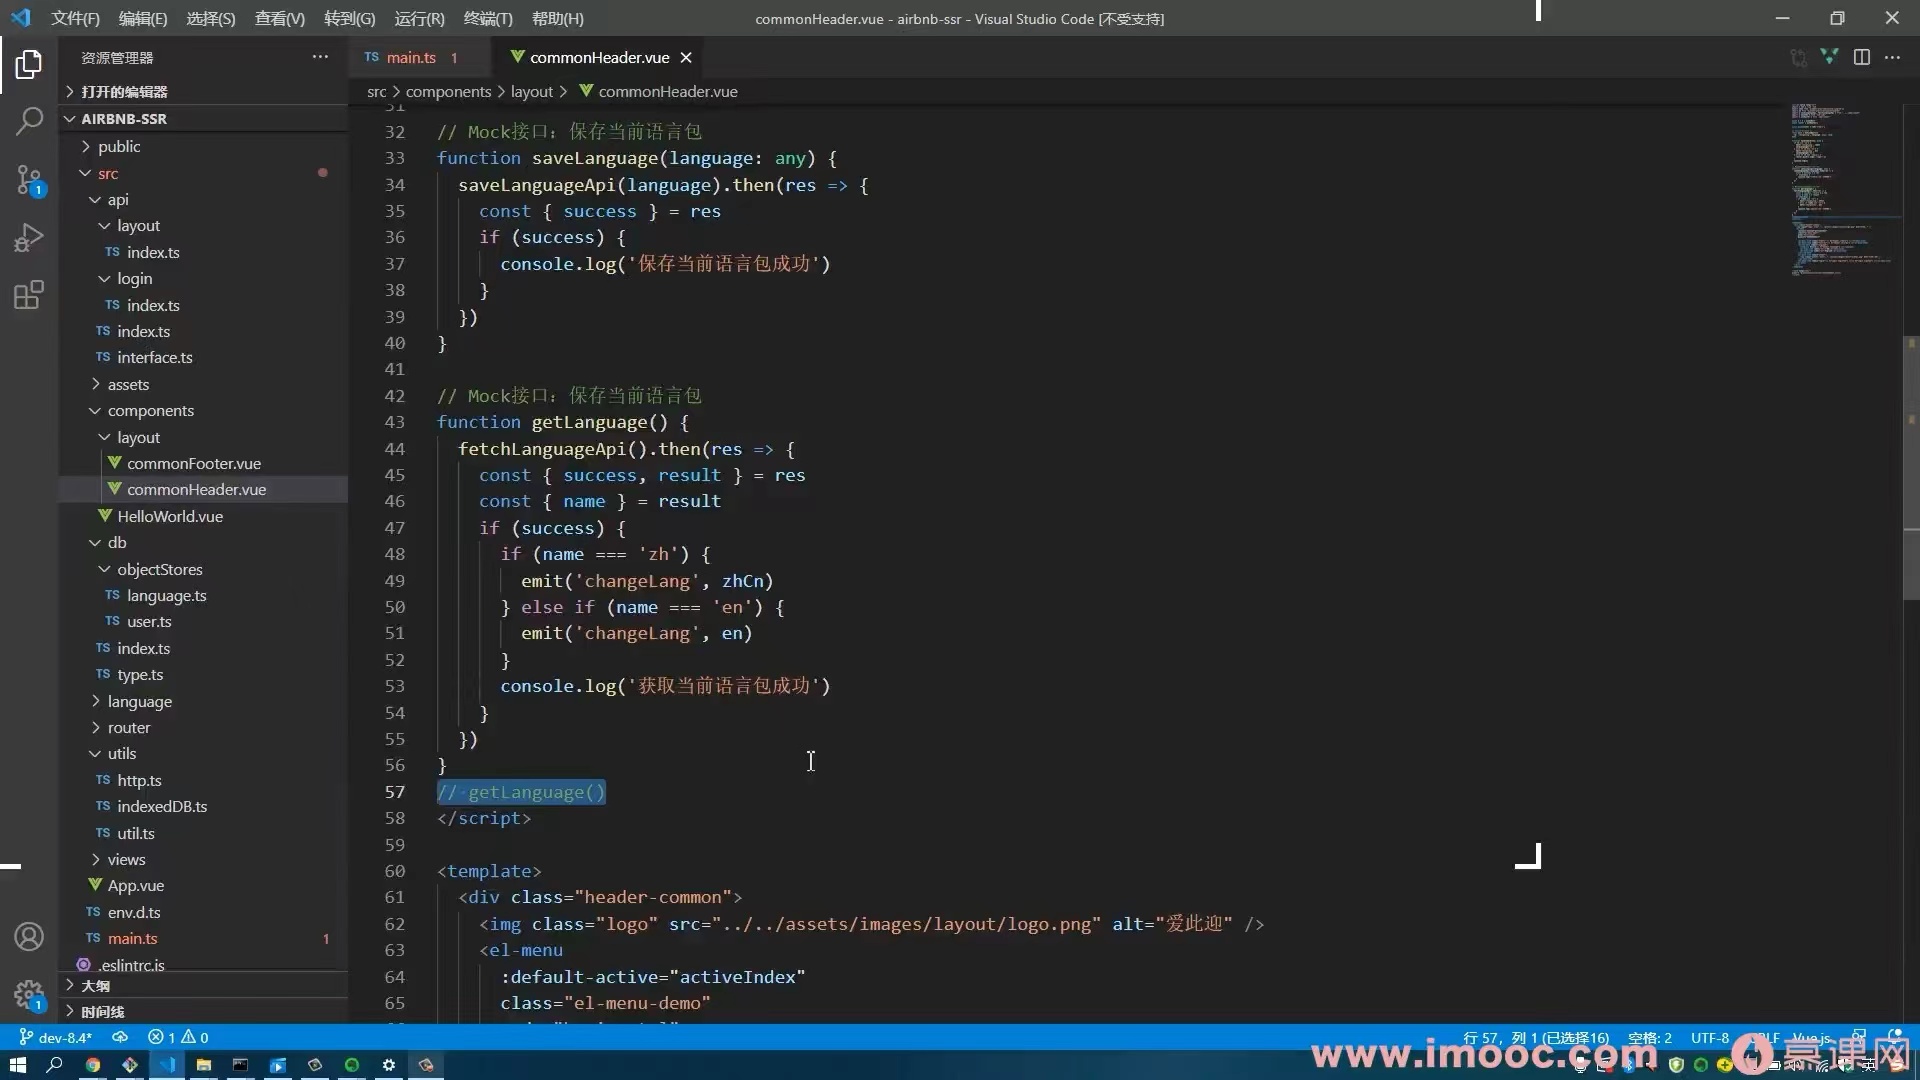 文件(F) 编辑(E) 选择(S) 查看(V) 转到(G) 运行(R) 终端(T) 帮助(H)
commonHeader.vue - airbnb-ssr - Visual Studio Code [不受支持]
资源管理器
打开的编辑器
AIRBNB-SSR
public
src
api
layout
TS index.ts
login
TS index.ts
TS index.ts
TS interface.ts
assets
components
layout
commonFooter.vue
commonHeader.vue
HelloWorld.vue
db
objectStores
TS language.ts
TS user.ts
TS index.ts
TS type.ts
language
router
utils
TS http.ts
TS indexedDB.ts
TS util.ts
views
App.vue
TS env.d.ts
TS main.ts 1
.eslintrc.js
大纲
时间线
1
1
TS main.ts 1
commonHeader.vue
src > components > layout > commonHeader.vue
31
32 // Mock接口：保存当前语言包
33 function saveLanguage(language: any) {
34 saveLanguageApi(language).then(res => {
35 const { success } = res
36 if (success) {
37 console.log('保存当前语言包成功')
38 }
39 })
40 }
41
42 // Mock接口：保存当前语言包
43 function getLanguage() {
44 fetchLanguageApi().then(res => {
45 const { success, result } = res
46 const { name } = result
47 if (success) {
48 if (name === 'zh') {
49 emit('changeLang', zhCn)
50 } else if (name === 'en') {
51 emit('changeLang', en)
52 }
53 console.log('获取当前语言包成功')
54 }
55 })
56 }
57 // getLanguage()
58 </script>
59
60 <template>
61 <div class="header-common">
62 <img class="logo" src="../../assets/images/layout/logo.png" alt="爱此迎" />
63 <el-menu
64 :default-active="activeIndex"
65 class="el-menu-demo"
dev-8.4* 1 0
行 57，列 1 (已选择16) 空格: 2 UTF-8 Vue.js
www.imooc.com 慕课网